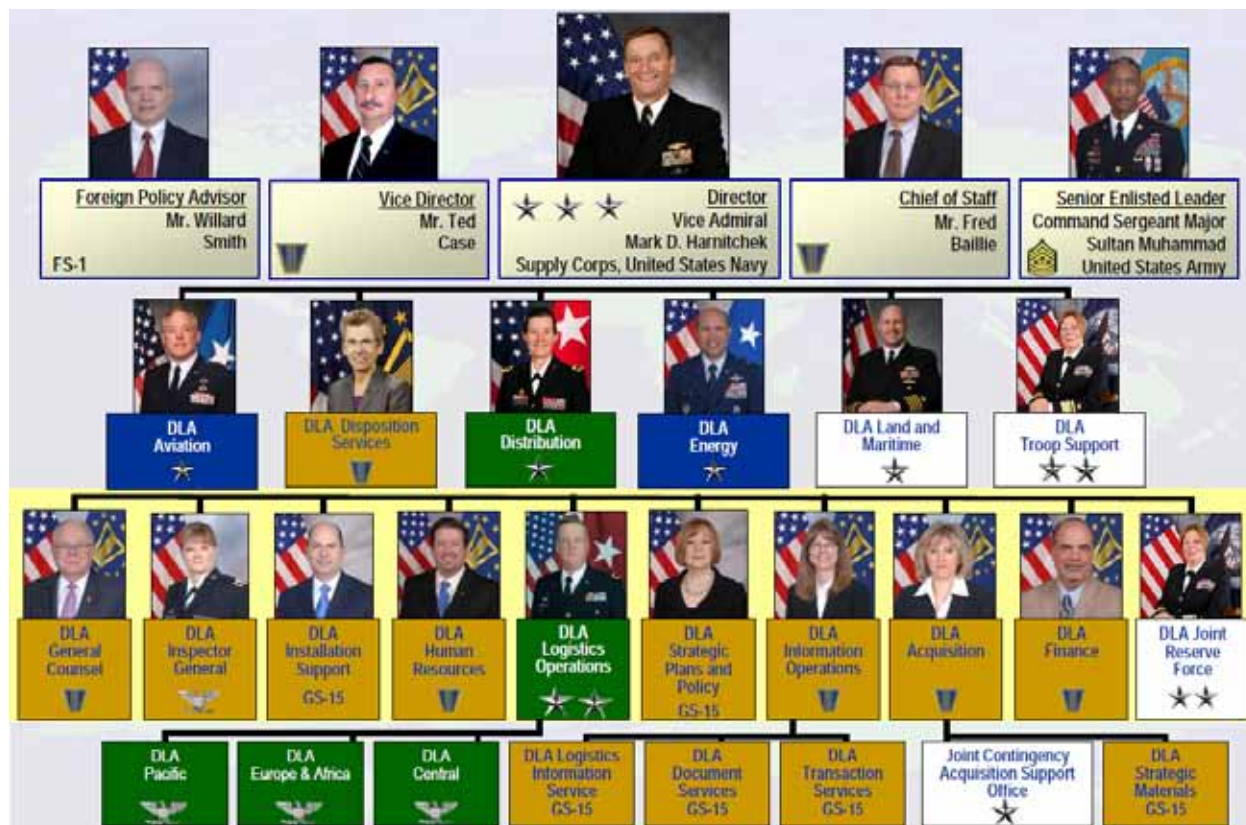 Foreign Policy Advisor
Mr. Willard
Smith
FS-1
Vice Director
Mr. Ted
Case
Director
Vice Admiral
Mark D. Harnitchek
Supply Corps, United States Navy
Chief of Staff
Mr. Fred
Baillie
Senior Enlisted Leader
Command Sergeant Major
Sultan Muhammad
United States Army
DLA
Aviation
DLA Disposition
Services
DLA
Distribution
DLA
Energy
DLA Land and
Maritime
DLA
Troop Support
DLA
General
Counsel
DLA
Inspector
General
DLA
Installation
Support
GS-15
DLA
Human
Resources
DLA
Logistics
Operations
DLA
Strategic
Plans and
Policy
GS-15
DLA
Information
Operations
DLA
Acquisition
DLA
Finance
DLA Joint
Reserve
Force
DLA
Pacific
DLA
Europe & Africa
DLA
Central
DLA Logistics
Information
Service
GS-15
DLA
Document
Services
GS-15
DLA
Transaction
Services
GS-15
Joint Contingency
Acquisition Support
Office
DLA
Strategic
Materials
GS-15